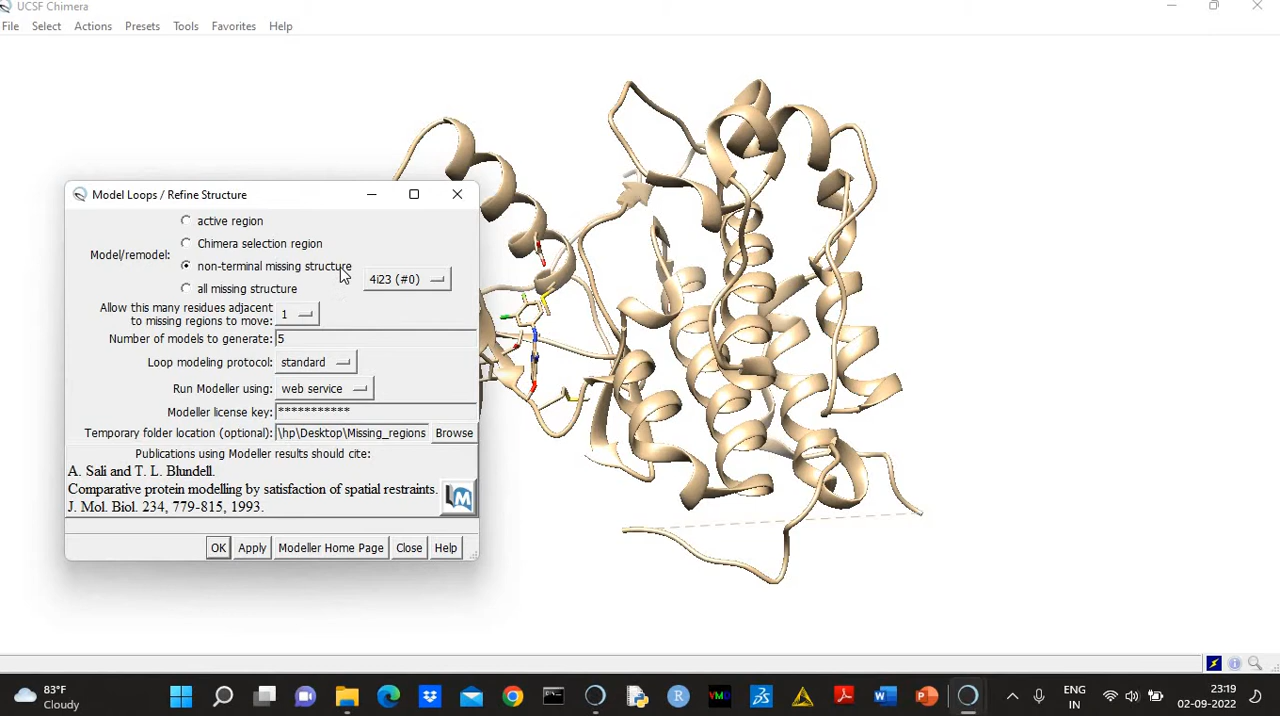 UCSF Chimera
File Select Actions Presets Tools Favorites Help
Model Loops / Refine Structure
Model/remodel:
active region
Chimera selection region
non-terminal missing structure
all missing structure
4i23 (#0)
Allow this many residues adjacent
to missing regions to move: 1
Number of models to generate: 5
Loop modeling protocol: standard
Run Modeller using: web service
Modeller license key: ***********
Temporary folder location (optional): \hp\Desktop\Missing_regions Browse
Publications using Modeller results should cite:
A. Sali and T. L. Blundell.
Comparative protein modelling by satisfaction of spatial restraints.
J. Mol. Biol. 234, 779-815, 1993.
M
OK Apply Modeller Home Page Close Help
83°F
Cloudy
R
VMD
W
P
ENG
IN
23:19
02-09-2022